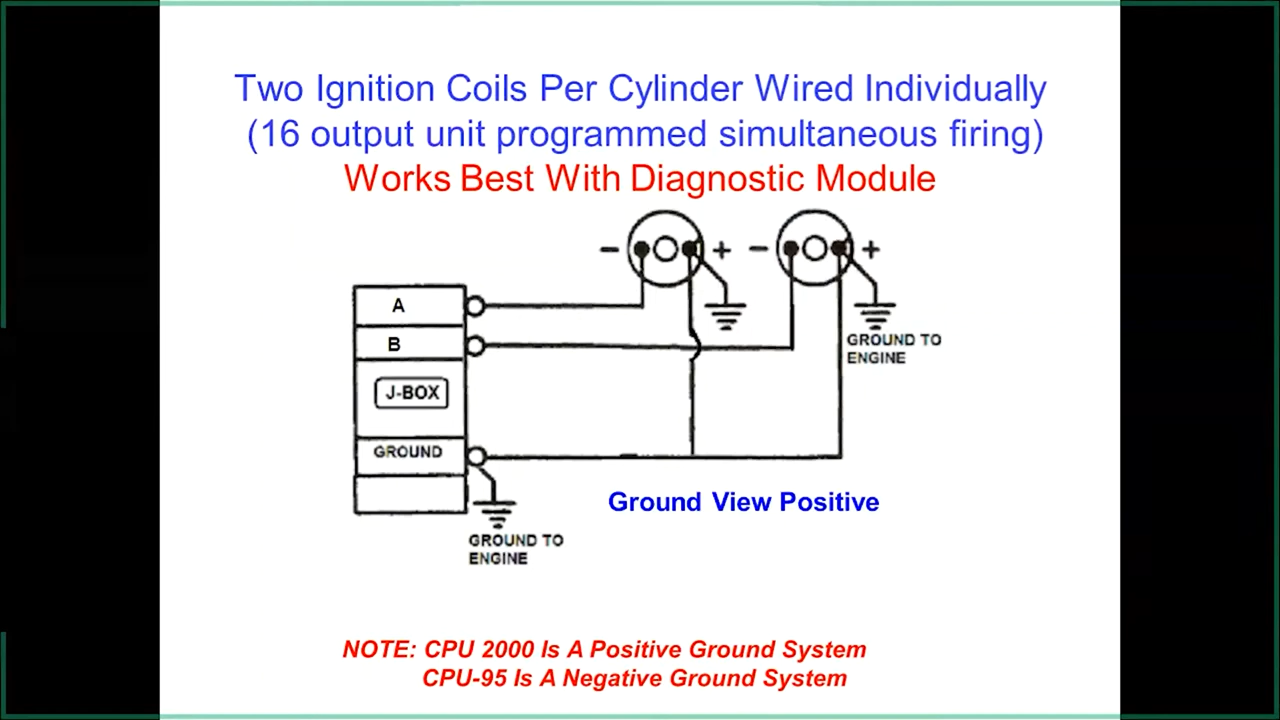 Two Ignition Coils Per Cylinder Wired Individually
(16 output unit programmed simultaneous firing)
Works Best With Diagnostic Module
- + - +
A
B
GROUND TO
ENGINE
J-BOX
GROUND
Ground View Positive
GROUND TO
ENGINE
NOTE: CPU 2000 Is A Positive Ground System
CPU-95 Is A Negative Ground System